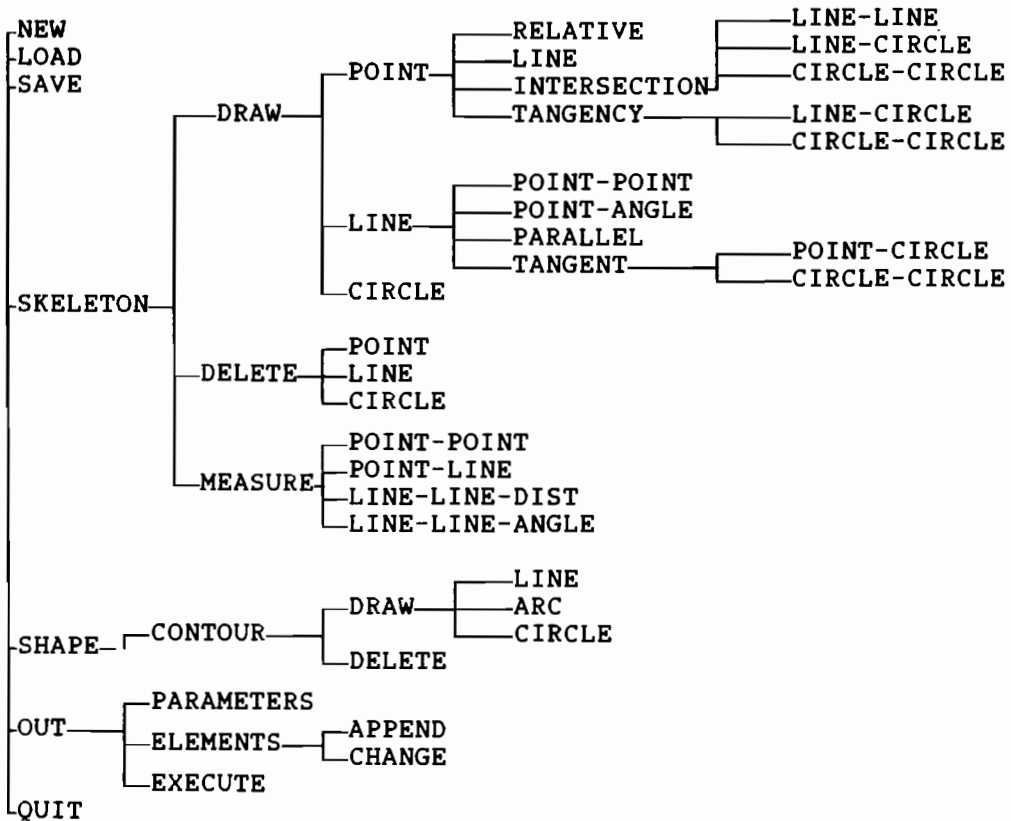 NEW
LOAD
SAVE
SKELETON
DRAW
POINT
RELATIVE
LINE
INTERSECTION
LINE-LINE
LINE-CIRCLE
CIRCLE-CIRCLE
TANGENCY
LINE-CIRCLE
CIRCLE-CIRCLE
LINE
POINT-POINT
POINT-ANGLE
PARALLEL
TANGENT
POINT-CIRCLE
CIRCLE-CIRCLE
CIRCLE
DELETE
POINT
LINE
CIRCLE
MEASURE
POINT-POINT
POINT-LINE
LINE-LINE-DIST
LINE-LINE-ANGLE
SHAPE
CONTOUR
DRAW
LINE
ARC
CIRCLE
DELETE
OUT
PARAMETERS
ELEMENTS
APPEND
CHANGE
EXECUTE
QUIT